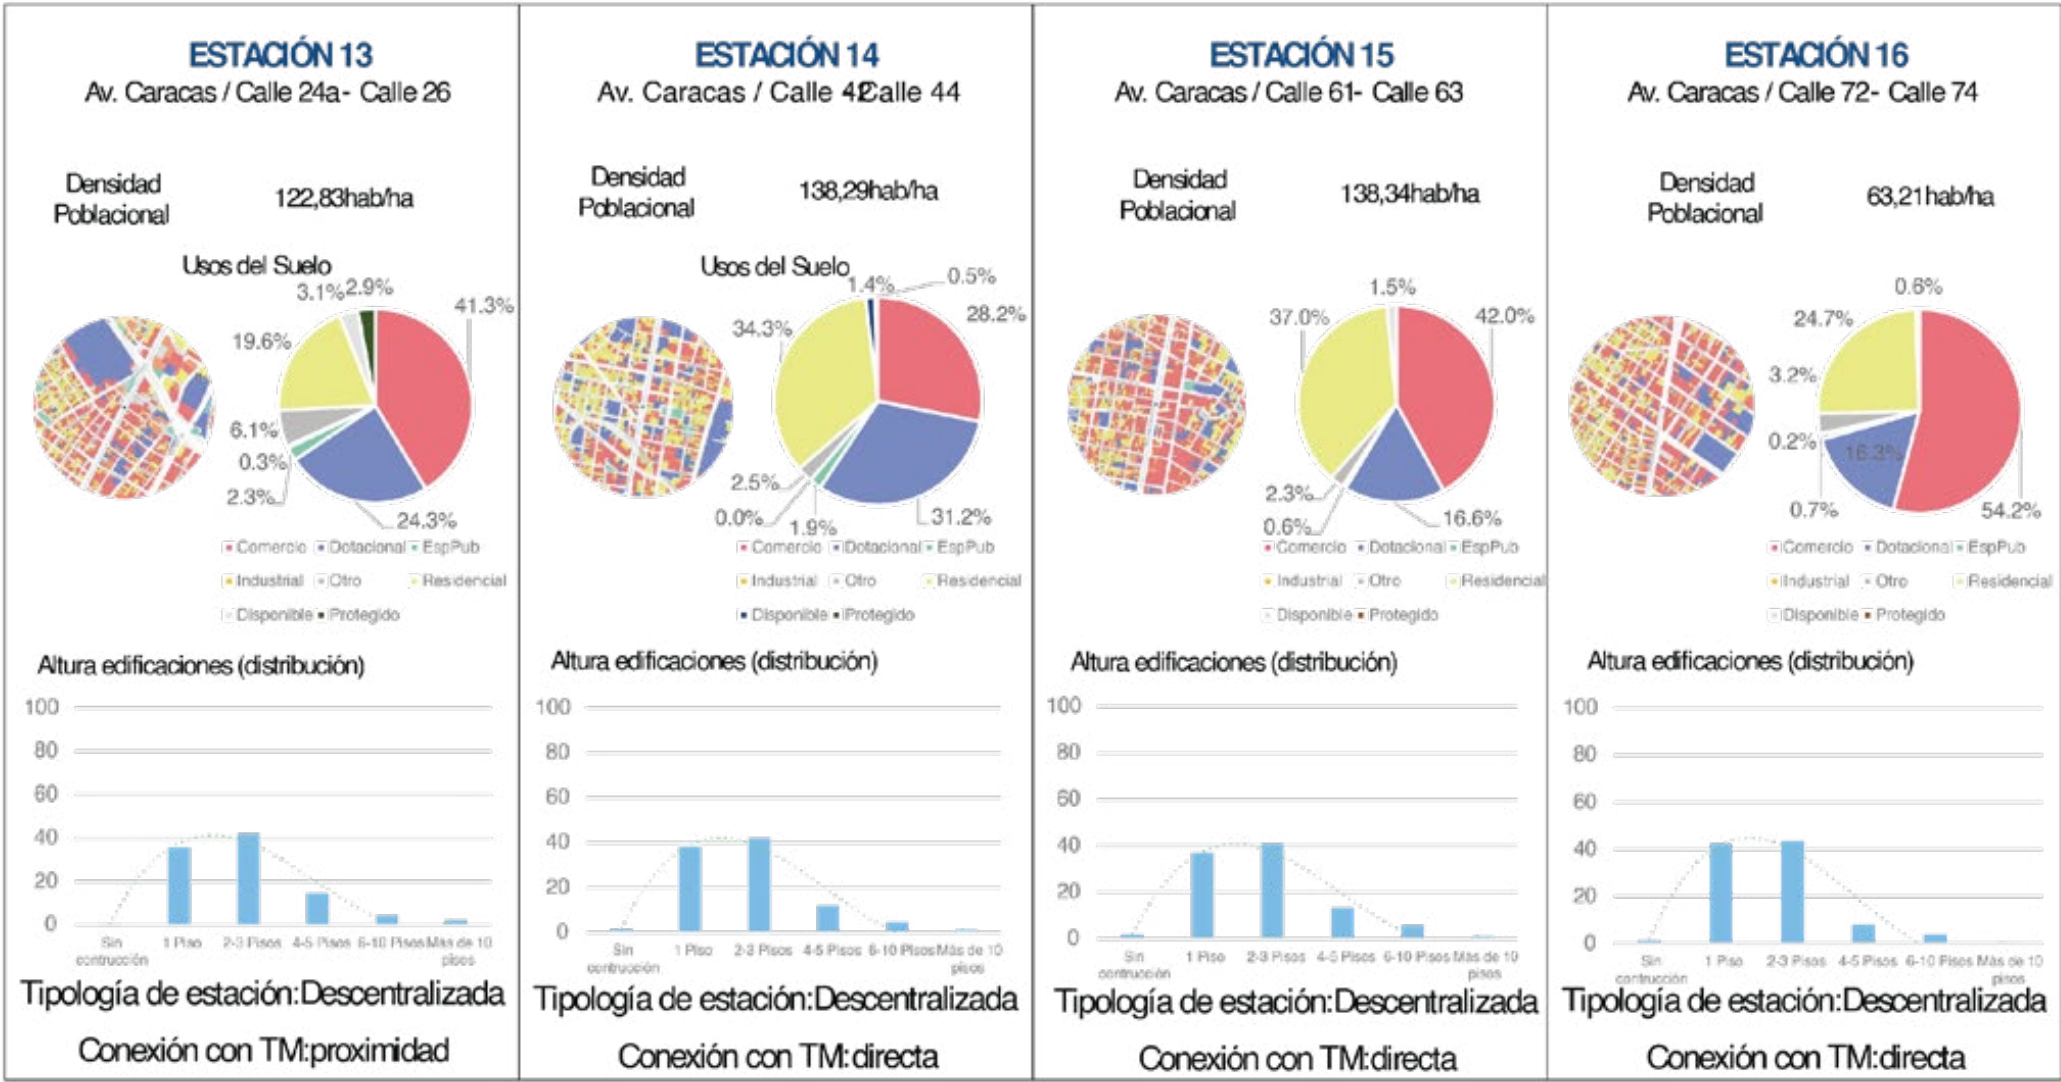 ESTACIÓN 13
Av. Caracas / Calle 24a- Calle 26
Densidad
Poblacional
122,83hab/ha
Usos del Suelo
3.1%
2.9%
41.3%
19.6%
6.1%
0.3%
2.3%
24.3%
Comercio Dotacional EspPub
Industrial Otro Residencial
Disponible Protegido
Altura edificaciones (distribución)
100
80
60
40
20
0
Sin
contrucción
1 Piso
2-3 Pisos
4-5 Pisos
6-10 Pisos
Más de 10
pisos
Tipología de estación:Descentralizada
Conexión con TM:proximidad
ESTACIÓN 14
Av. Caracas / Calle 42Calle 44
Densidad
Poblacional
138,29hab/ha
Usos del Suelo
1.4%
0.5%
28.2%
34.3%
2.5%
0.0%
1.9%
31.2%
Comercio Dotacional EspPub
Industrial Otro Residencial
Disponible Protegido
Altura edificaciones (distribución)
100
80
60
40
20
0
Sin
contrucción
1 Piso
2-3 Pisos
4-5 Pisos
6-10 Pisos
Más de 10
pisos
Tipología de estación:Descentralizada
Conexión con TM:directa
ESTACIÓN 15
Av. Caracas / Calle 61- Calle 63
Densidad
Poblacional
138,34hab/ha
1.5%
37.0%
42.0%
2.3%
0.6%
16.6%
Comercio Dotacional EspPub
Industrial Otro Residencial
Disponible Protegido
Altura edificaciones (distribución)
100
80
60
40
20
0
Sin
contrucción
1 Piso
2-3 Pisos
4-5 Pisos
6-10 Pisos
Más de 10
pisos
Tipología de estación:Descentralizada
Conexión con TM:directa
ESTACIÓN 16
Av. Caracas / Calle 72- Calle 74
Densidad
Poblacional
63,21hab/ha
0.6%
24.7%
3.2%
0.2%
16.3%
0.7%
54.2%
Comercio Dotacional EspPub
Industrial Otro Residencial
Disponible Protegido
Altura edificaciones (distribución)
100
80
60
40
20
0
Sin
contrucción
1 Piso
2-3 Pisos
4-5 Pisos
6-10 Pisos
Más de 10
pisos
Tipología de estación:Descentralizada
Conexión con TM:directa